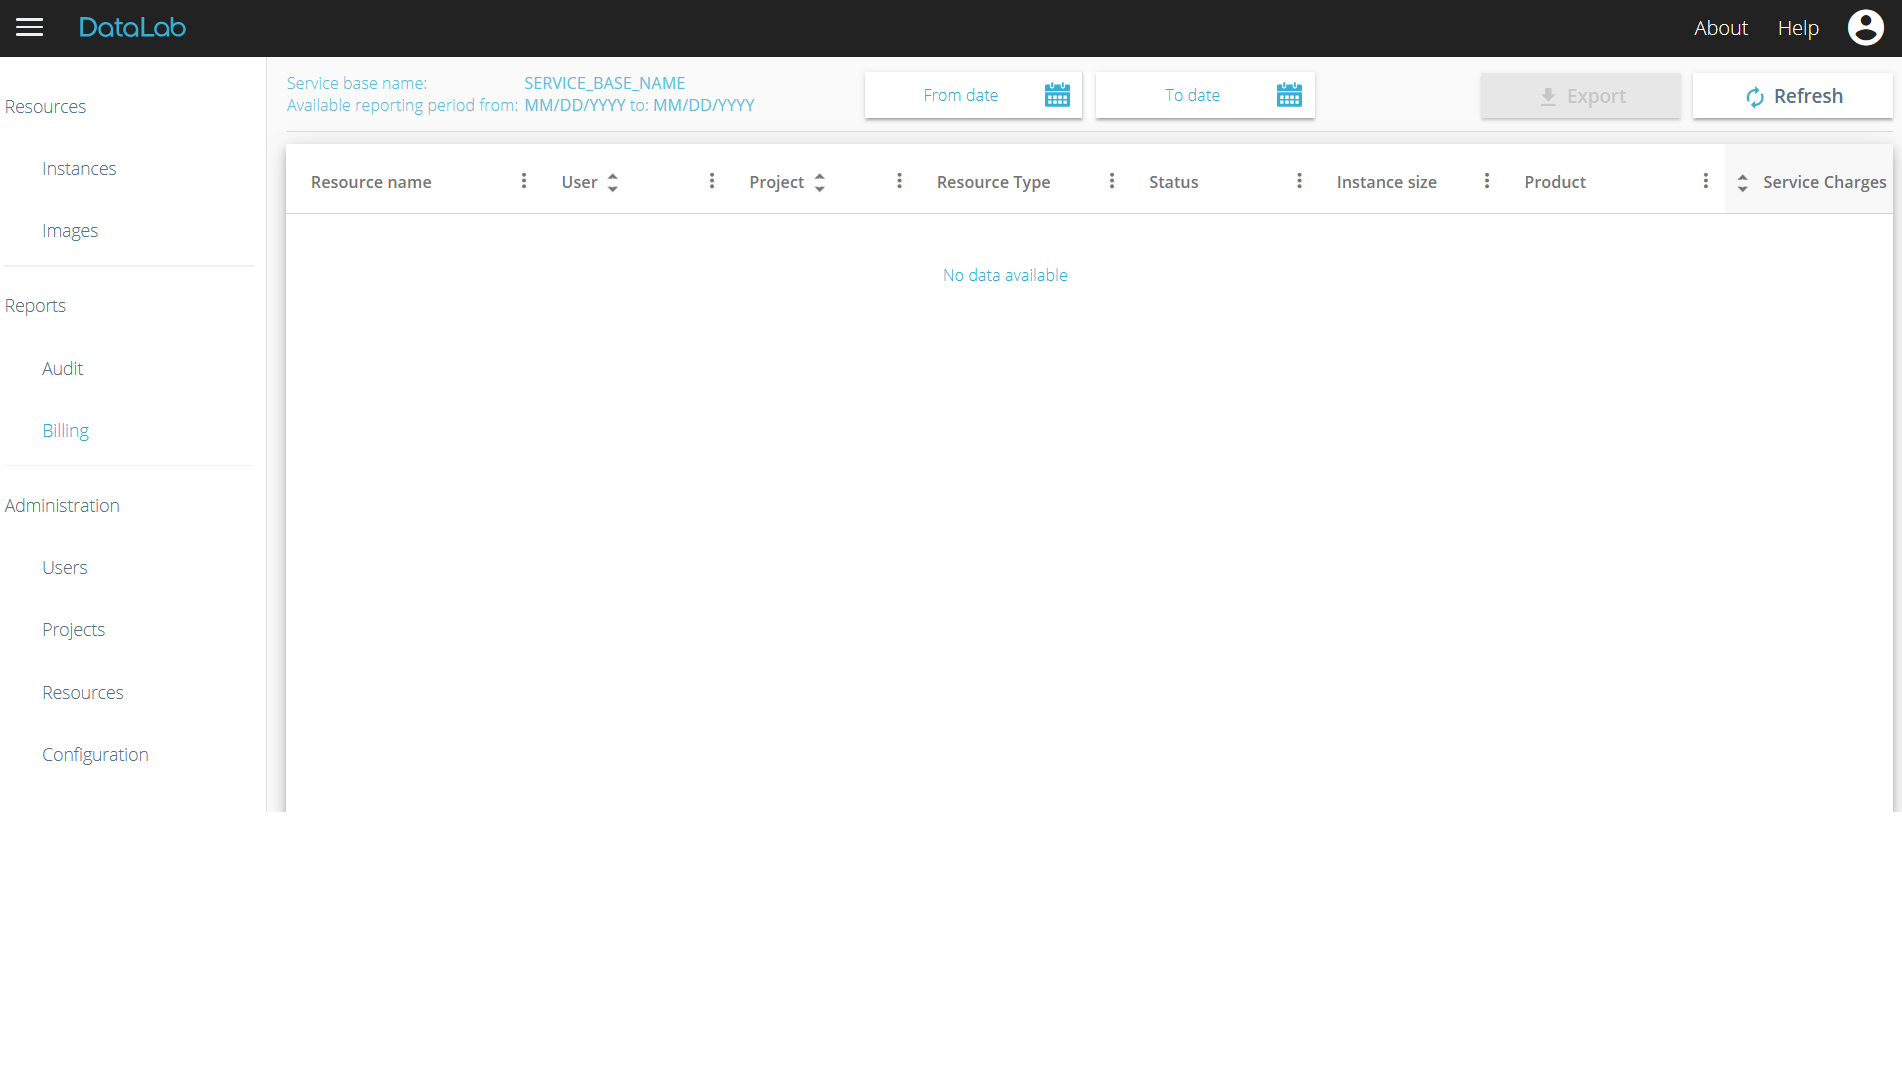 DataLab
About
Help
Resources
Instances
Images
Reports
Audit
Billing
Administration
Users
Projects
Resources
Configuration
Service base name: SERVICE_BASE_NAME
Available reporting period from: MM/DD/YYYY to: MM/DD/YYYY
From date
To date
Export
Refresh
Resource name
User
Project
Resource Type
Status
Instance size
Product
Service Charges
No data available